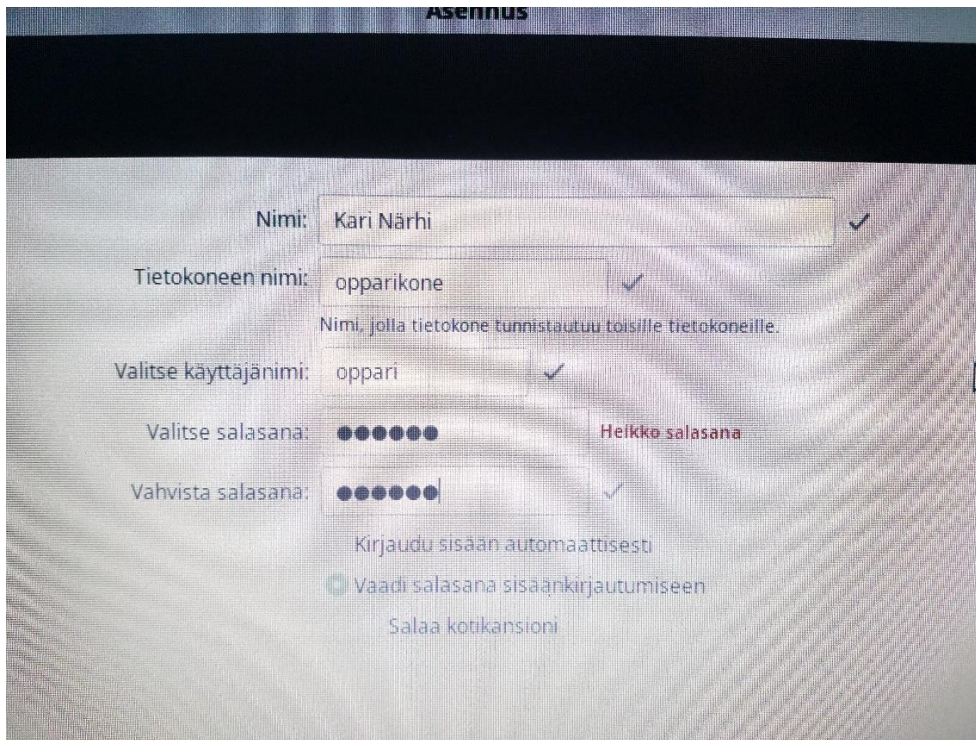 Asennus
Nimi: Kari Närhi
Tietokoneen nimi: opparikone
Nimi, jolla tietokone tunnistautuu toisille tietokoneille.
Valitse käyttäjänimi: oppari
Valitse salasana: ●●●●●● Heikko salasana
Vahvista salasana: ●●●●●●
Kirjaudu sisään automaattisesti
Vaadi salasana sisäänkirjautumiseen
Salaa kotikansioni